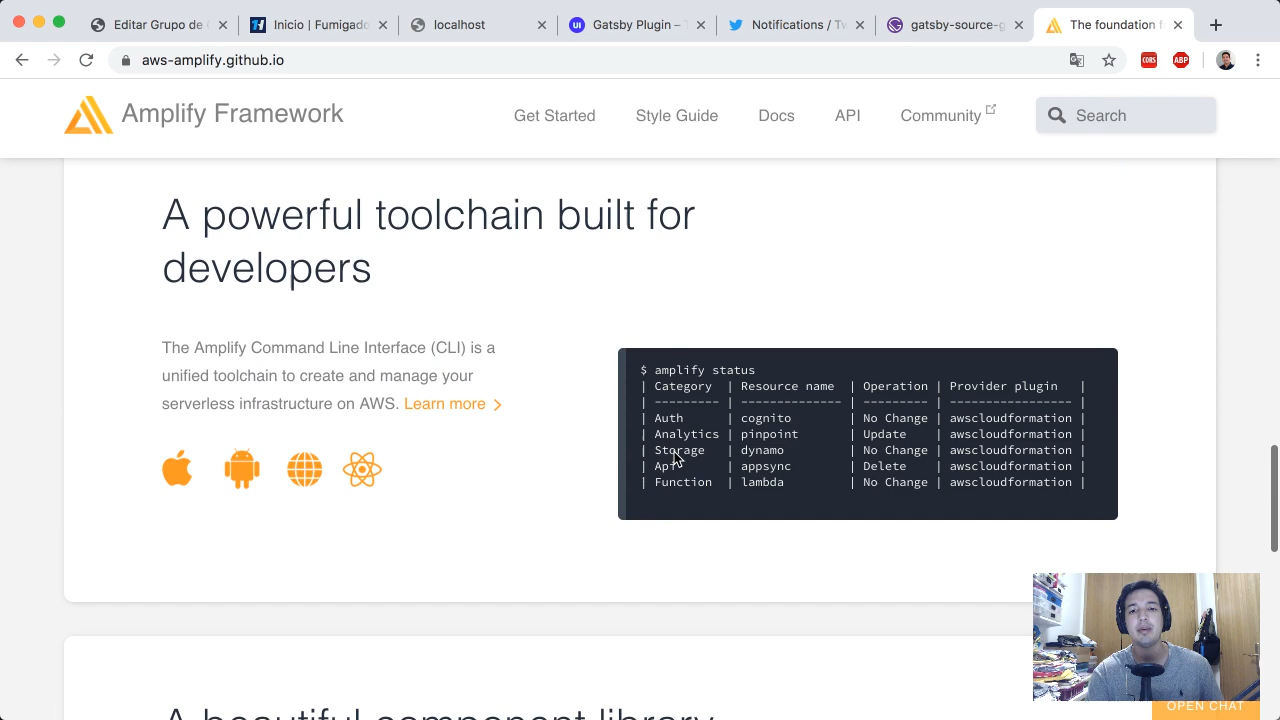 Editar Grupo de
Inicio | Fumigado
localhost
UI
Gatsby Plugin –
Notifications / Tw
gatsby-source-g
The foundation f
aws-amplify.github.io
CORS
ABP
Amplify Framework
Get Started
Style Guide
Docs
API
Community
Search
A powerful toolchain built for
developers
The Amplify Command Line Interface (CLI) is a
unified toolchain to create and manage your
serverless infrastructure on AWS. Learn more
$ amplify status
| Category | Resource name | Operation | Provider plugin |
| --------- | -------------- | --------- | ----------------- |
| Auth | cognito | No Change | awscloudformation |
| Analytics | pinpoint | Update | awscloudformation |
| Storage | dynamo | No Change | awscloudformation |
| Api | appsync | Delete | awscloudformation |
| Function | lambda | No Change | awscloudformation |
A beautiful component library
OPEN CHAT